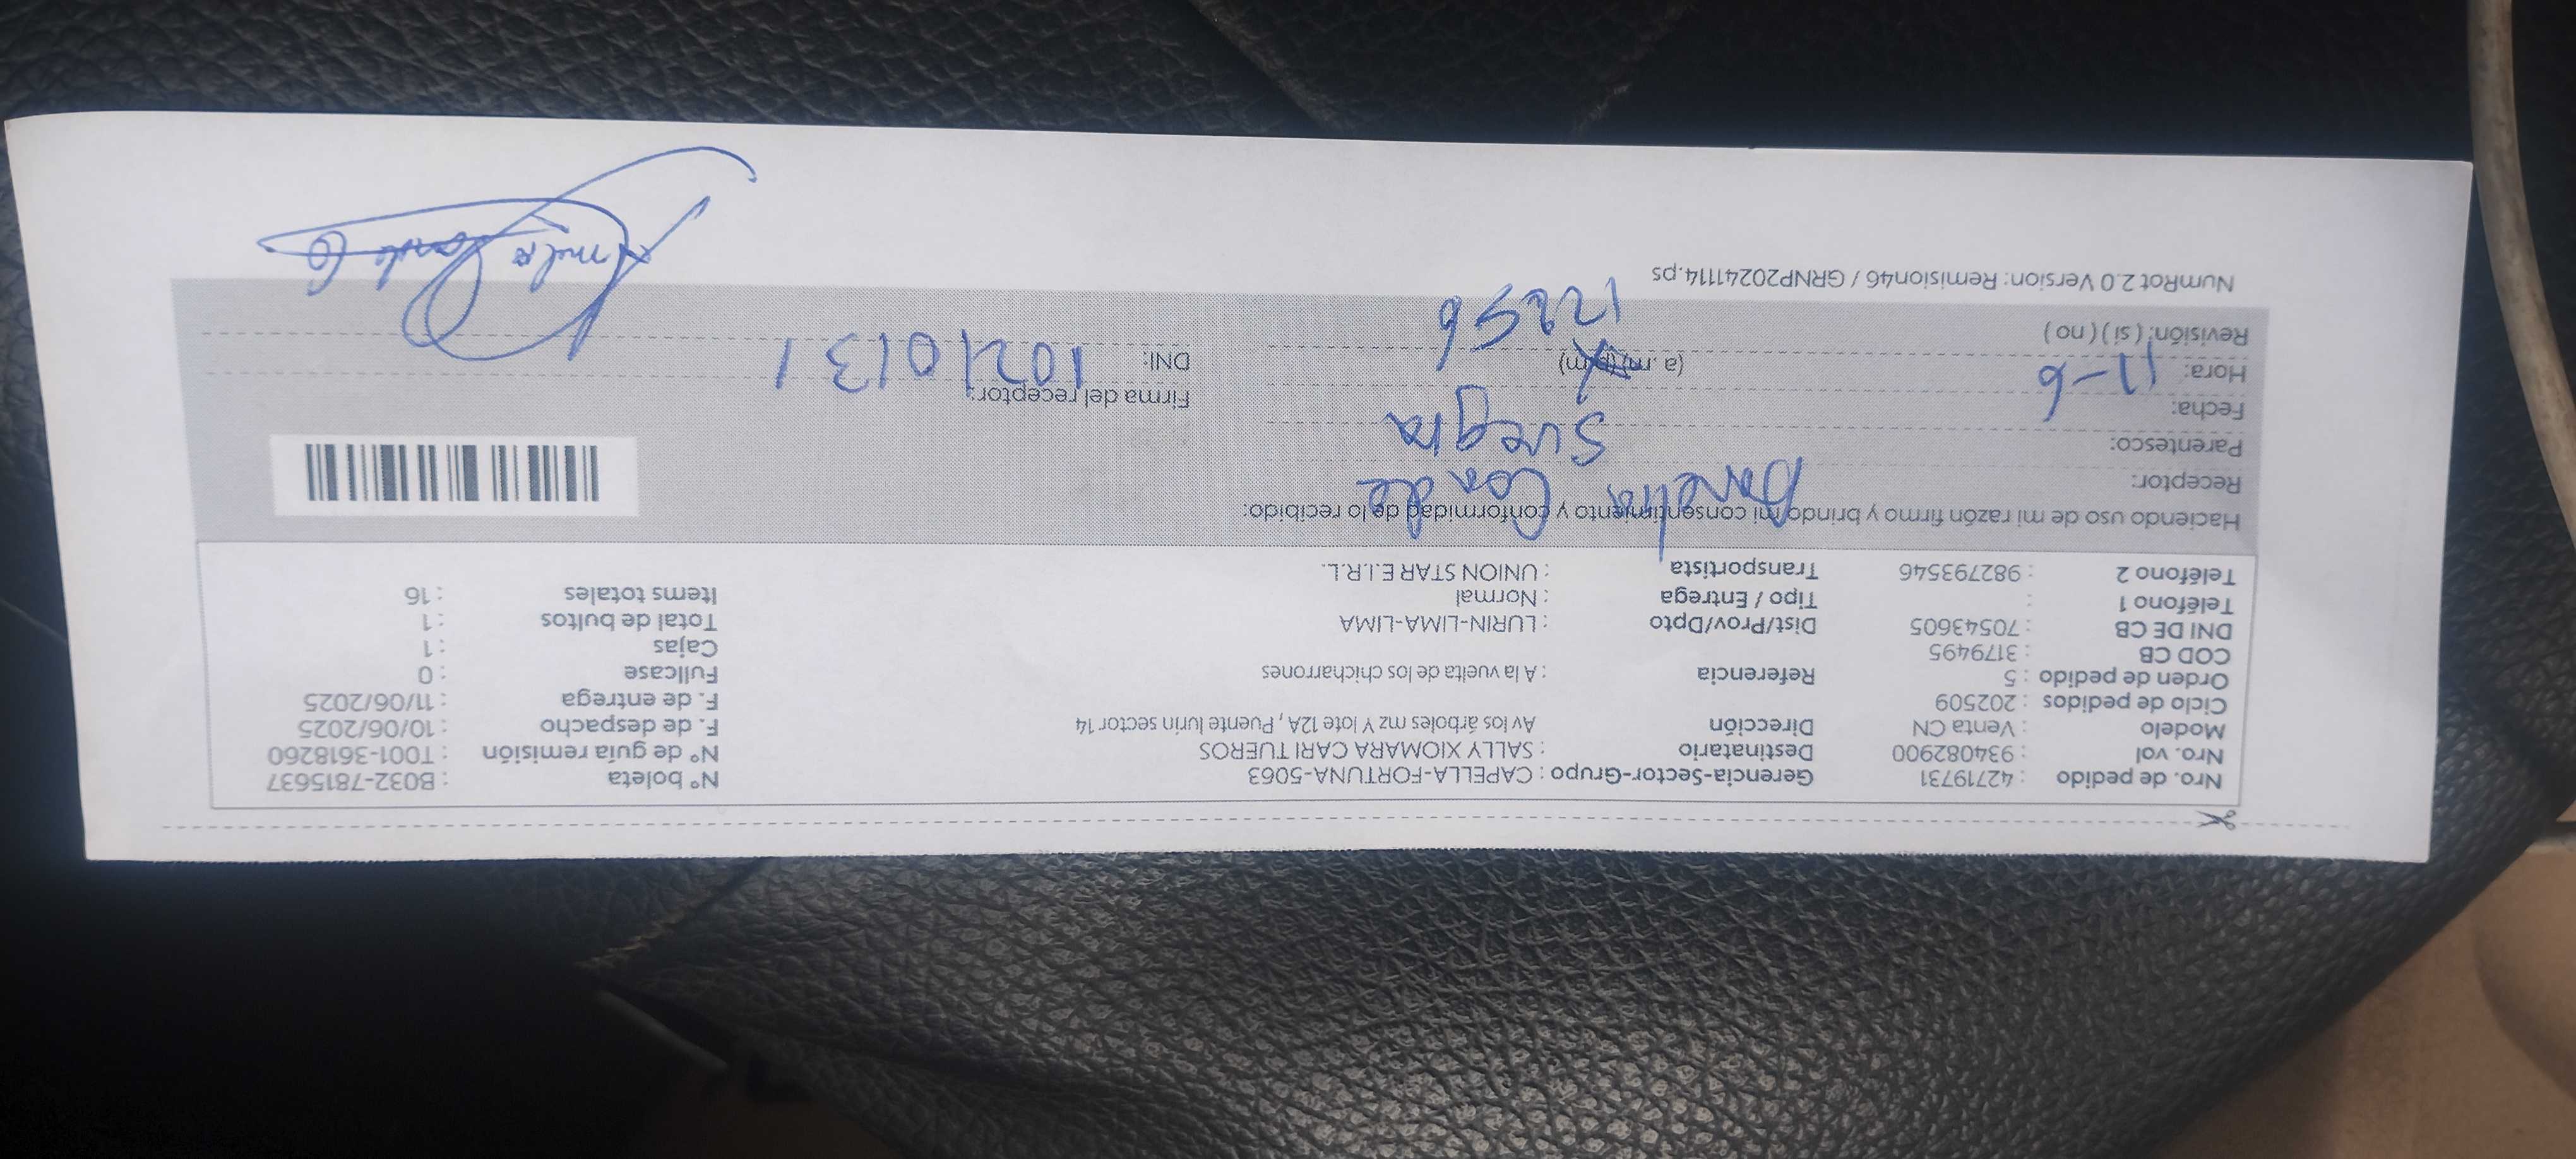 Nro. de pedido : 42719731 Gerencia-Sector-Grupo : CAPELLA-FORTUNA-5063 N° boleta : B032-7815637
Nro. vol : 934082900 Destinatario : SALLY XIOMARA CARI TUEROS N° de guía remisión : T001-3618260
Modelo : Venta CN Dirección Av los árboles mz Y lote 12A, Puente lurin sector 14 F. de despacho : 10/06/2025
Ciclo de pedidos : 202509 F. de entrega : 11/06/2025
Orden de pedido : 5 Referencia : A la vuelta de los chicharrones Fullcase : 0
COD CB : 3179495 Cajas : 1
DNI DE CB : 70543605 Dist/Prov/Dpto : LURIN-LIMA-LIMA Total de bultos : 1
Teléfono 1 : Tipo / Entrega : Normal Items totales : 16
Teléfono 2 : 982793546 Transportista : UNION STAR E.I.R.L.
Haciendo uso de mi razón firmo y brindo mi consentimiento y conformidad de lo recibido:
Receptor: Conde
Parentesco: Suegra
Fecha: 11-6
Firma del receptor:
Hora: (a .m) (p.m)
DNI: 10210131
1256
Revisión: ( si ) ( no )
NumRot 2.0 Version: Remision46 / GRNP20241114.ps